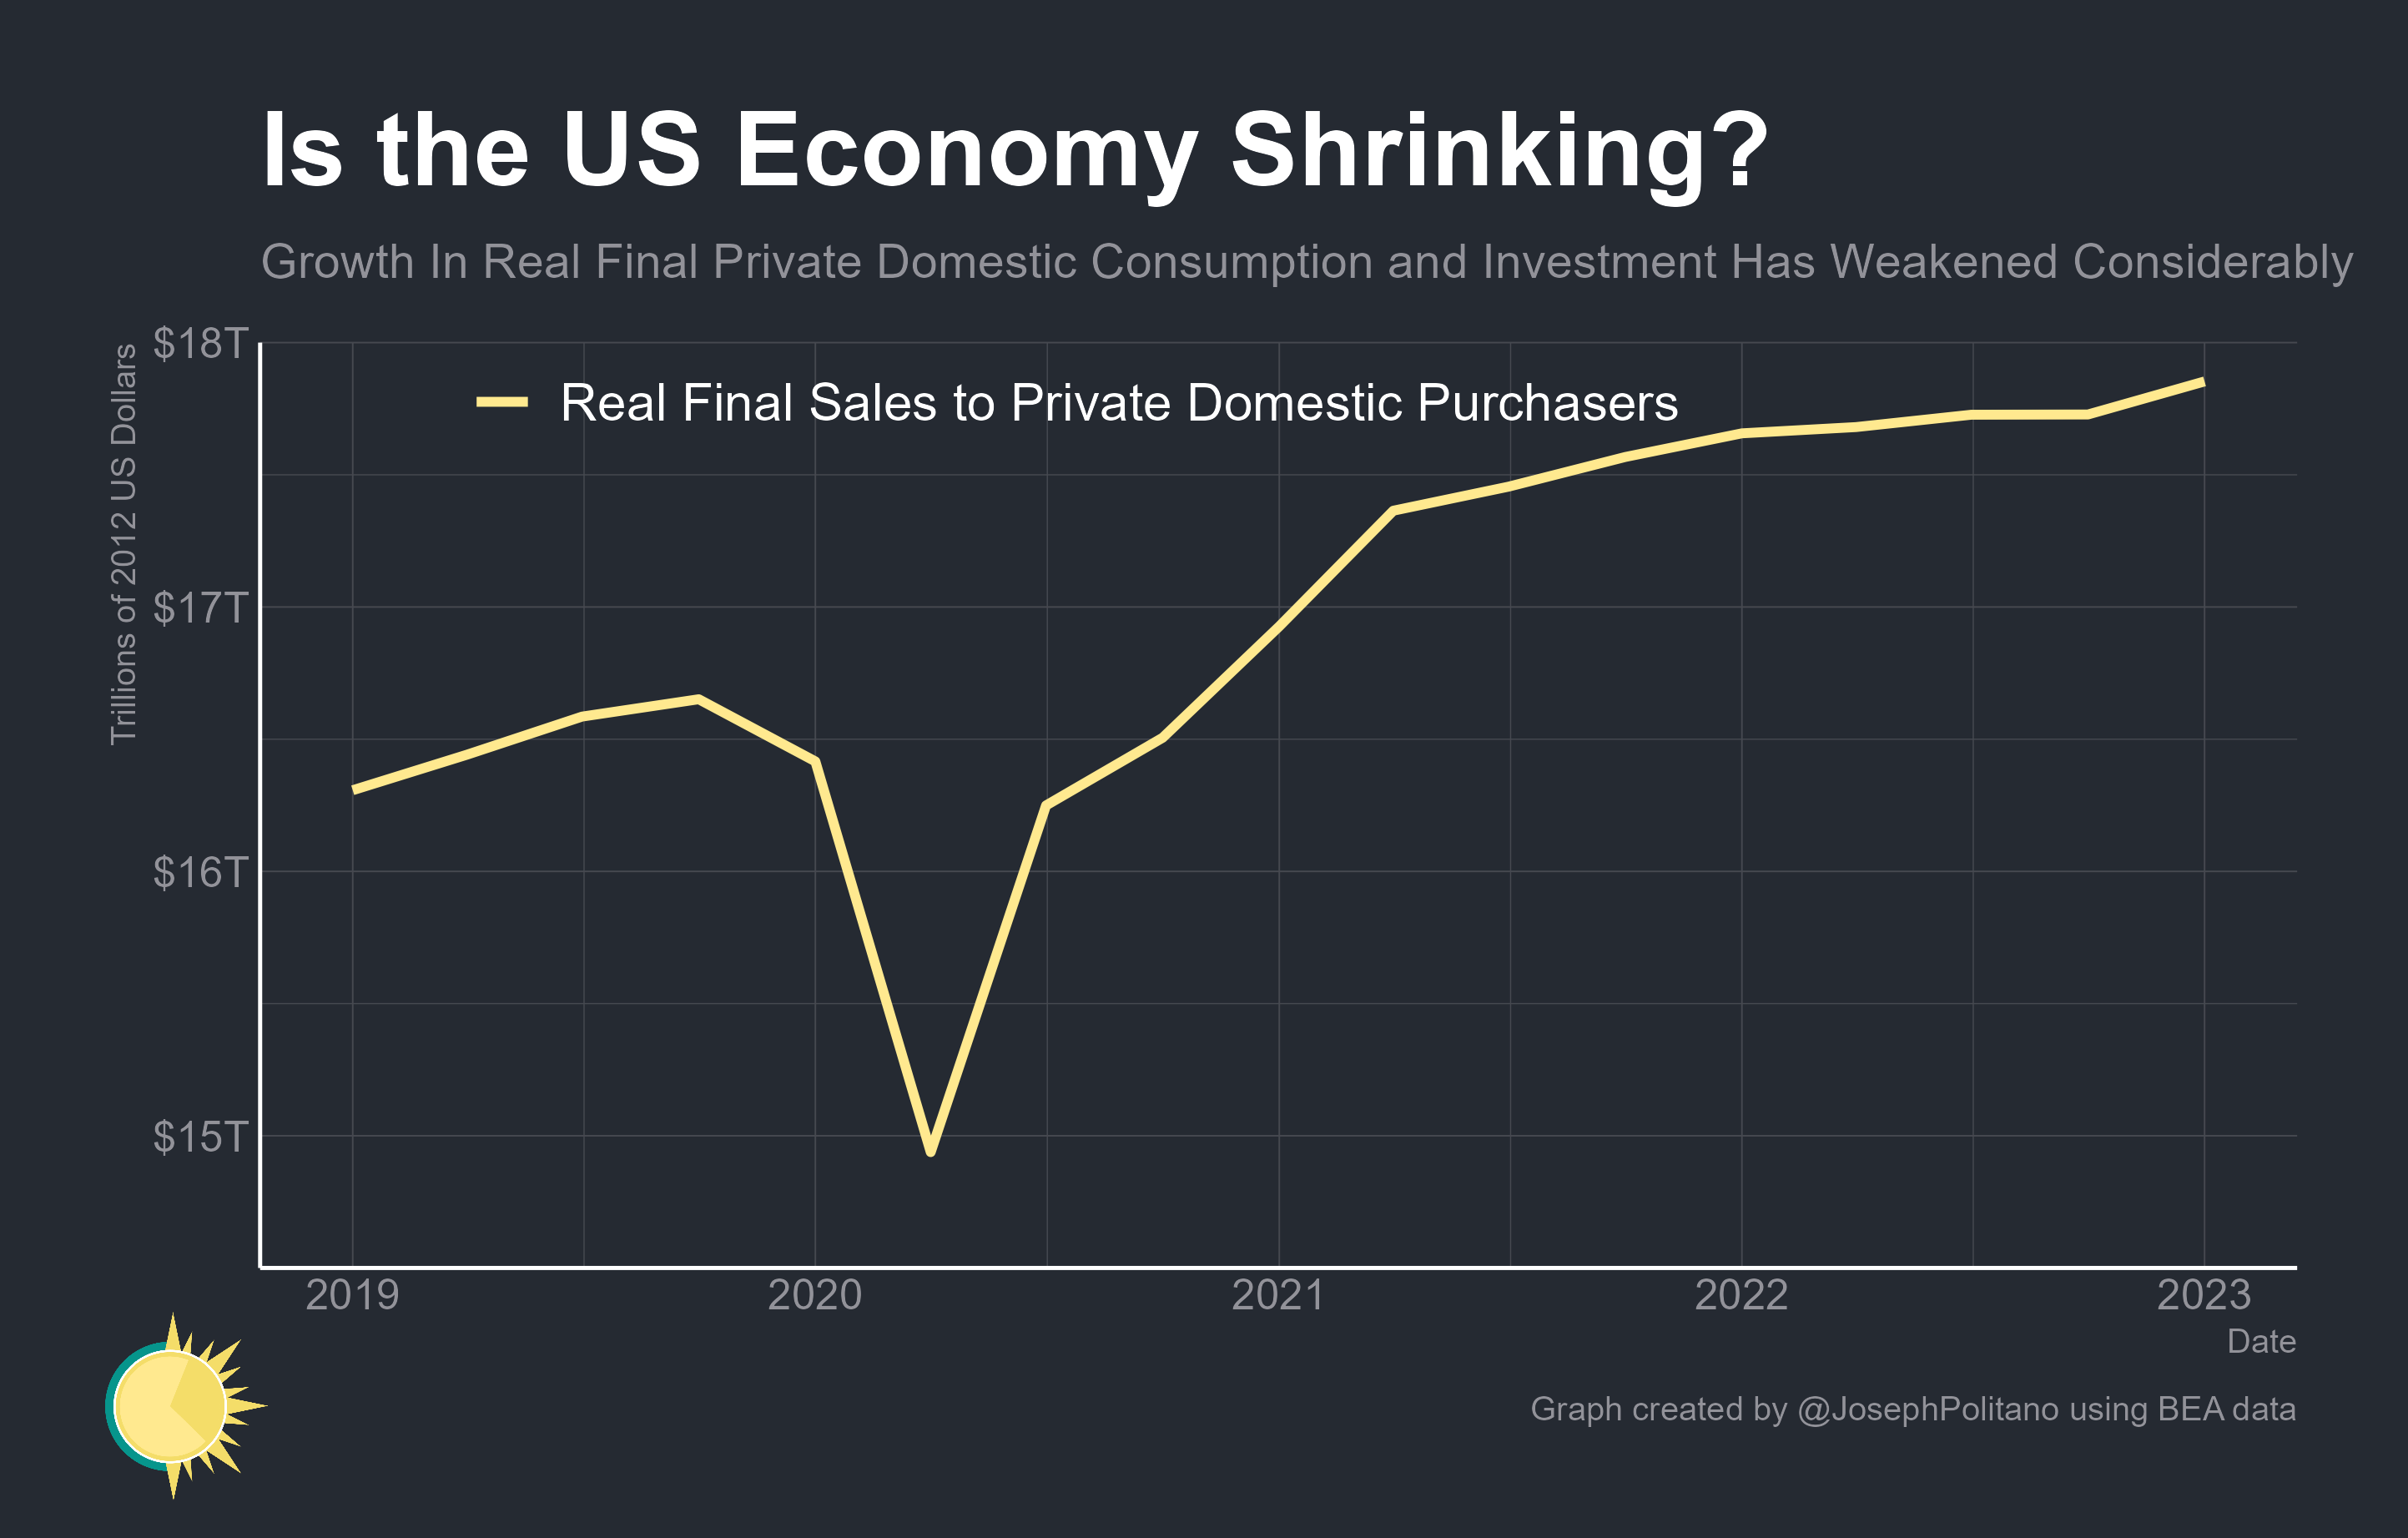 Is the US Economy Shrinking?
Growth In Real Final Private Domestic Consumption and Investment Has Weakened Considerably
Trillions of 2012 US Dollars
$18T
$17T
$16T
$15T
Real Final Sales to Private Domestic Purchasers
2019 2020 2021 2022 2023
Date
Graph created by @JosephPolitano using BEA data